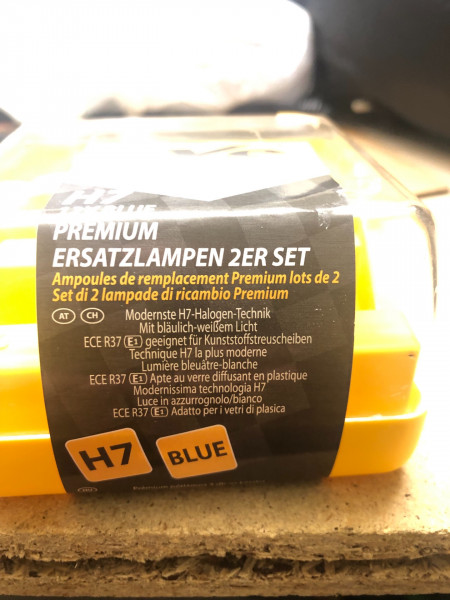 H7
BLUE
PREMIUM
ERSATZLAMPEN 2ER SET
Ampoules de remplacement Premium lots de 2
Set di 2 lampade di ricambio Premium
AT CH Modernste H7-Halogen-Technik
Mit bläulich-weißem Licht
ECE R37 E1 geeignet für Kunststoffstreuscheiben
Technique H7 la plus moderne
Lumière bleuâtre-blanche
ECE R37 E1 Apte au verre diffusant en plastique
Modernissima technologia H7
Luce in azzurrognolo/bianco
ECE R37 E1 Adatto per i vetri di plasica
H7 BLUE